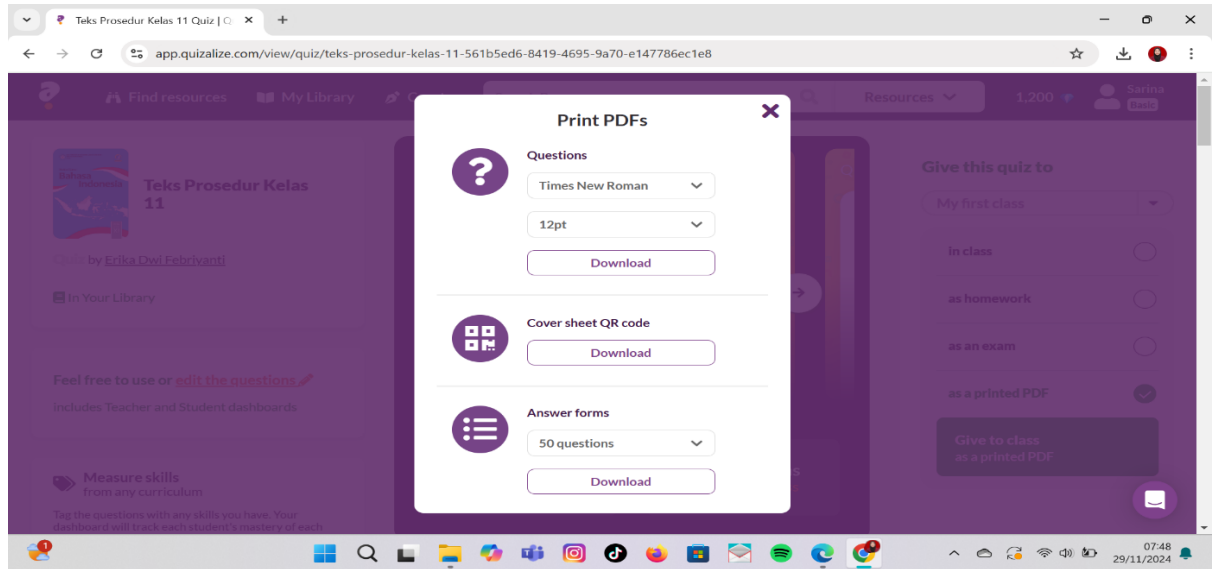 Teks Prosedur Kelas 11 Quiz | Q
app.quizalize.com/view/quiz/teks-prosedur-kelas-11-561b5ed6-8419-4695-9a70-e147786ec1e8
Find resources My Library Resources 1,200 Sarina
Basic
Print PDFs
Questions
Times New Roman
12pt
Download
Cover sheet QR code
Download
Answer forms
50 questions
Download
Teks Prosedur Kelas
11
Quiz by Erika Dwi Febrivanti
In Your Library
Feel free to use or edit the questions
Includes Teacher and Student dashboards
Measure skills
from any curriculum
Tag the questions with any skills you have. Your
dashboard will track each student's mastery of each
Give this quiz to
My first class
in class
as homework
as an exam
as a printed PDF
Give to class
as a printed PDF
1
07:48
29/11/2024